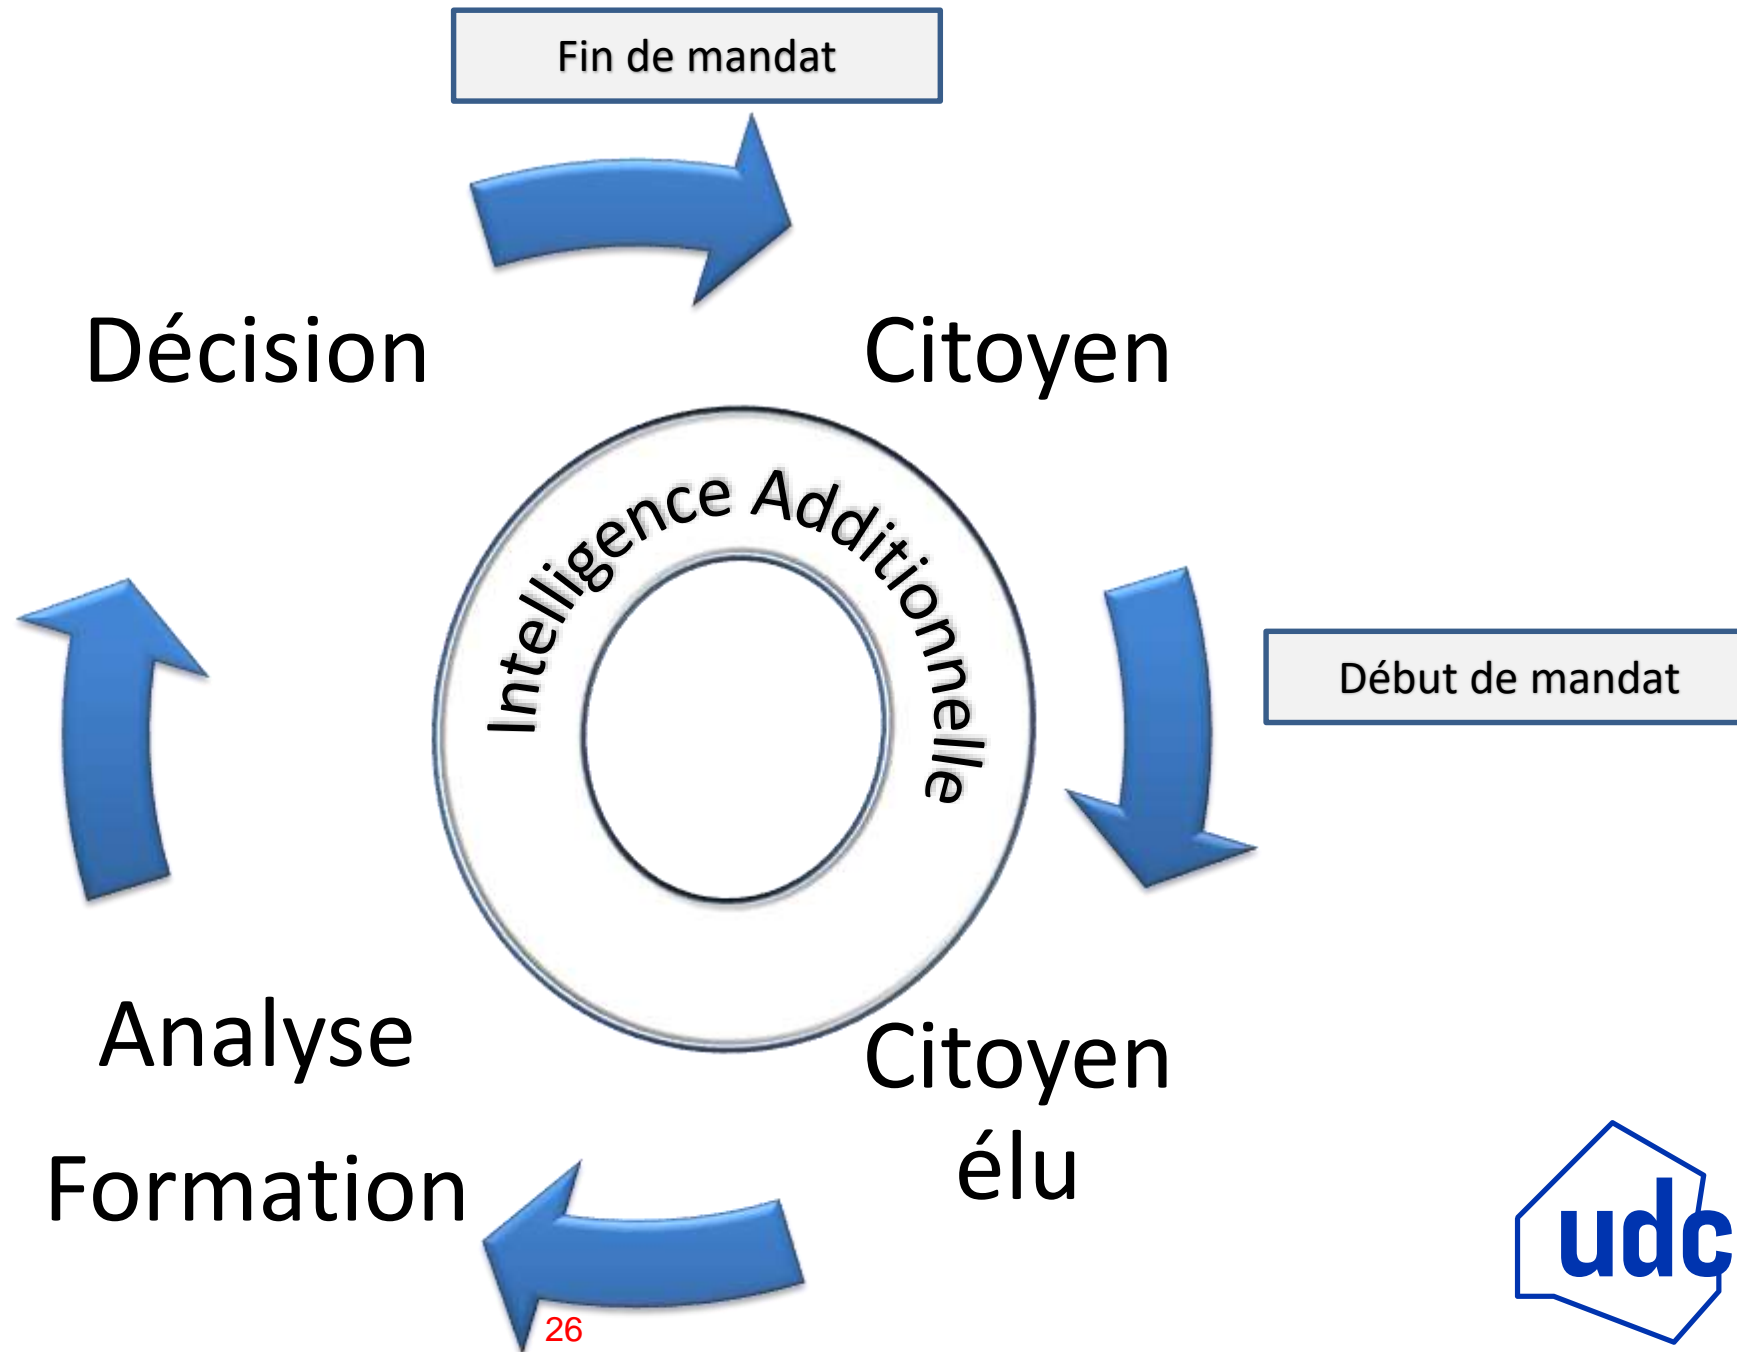 Fin de mandat
Décision
Citoyen
Intelligence Additionnelle
Début de mandat
Analyse
Formation
Citoyen
élu
26
udc